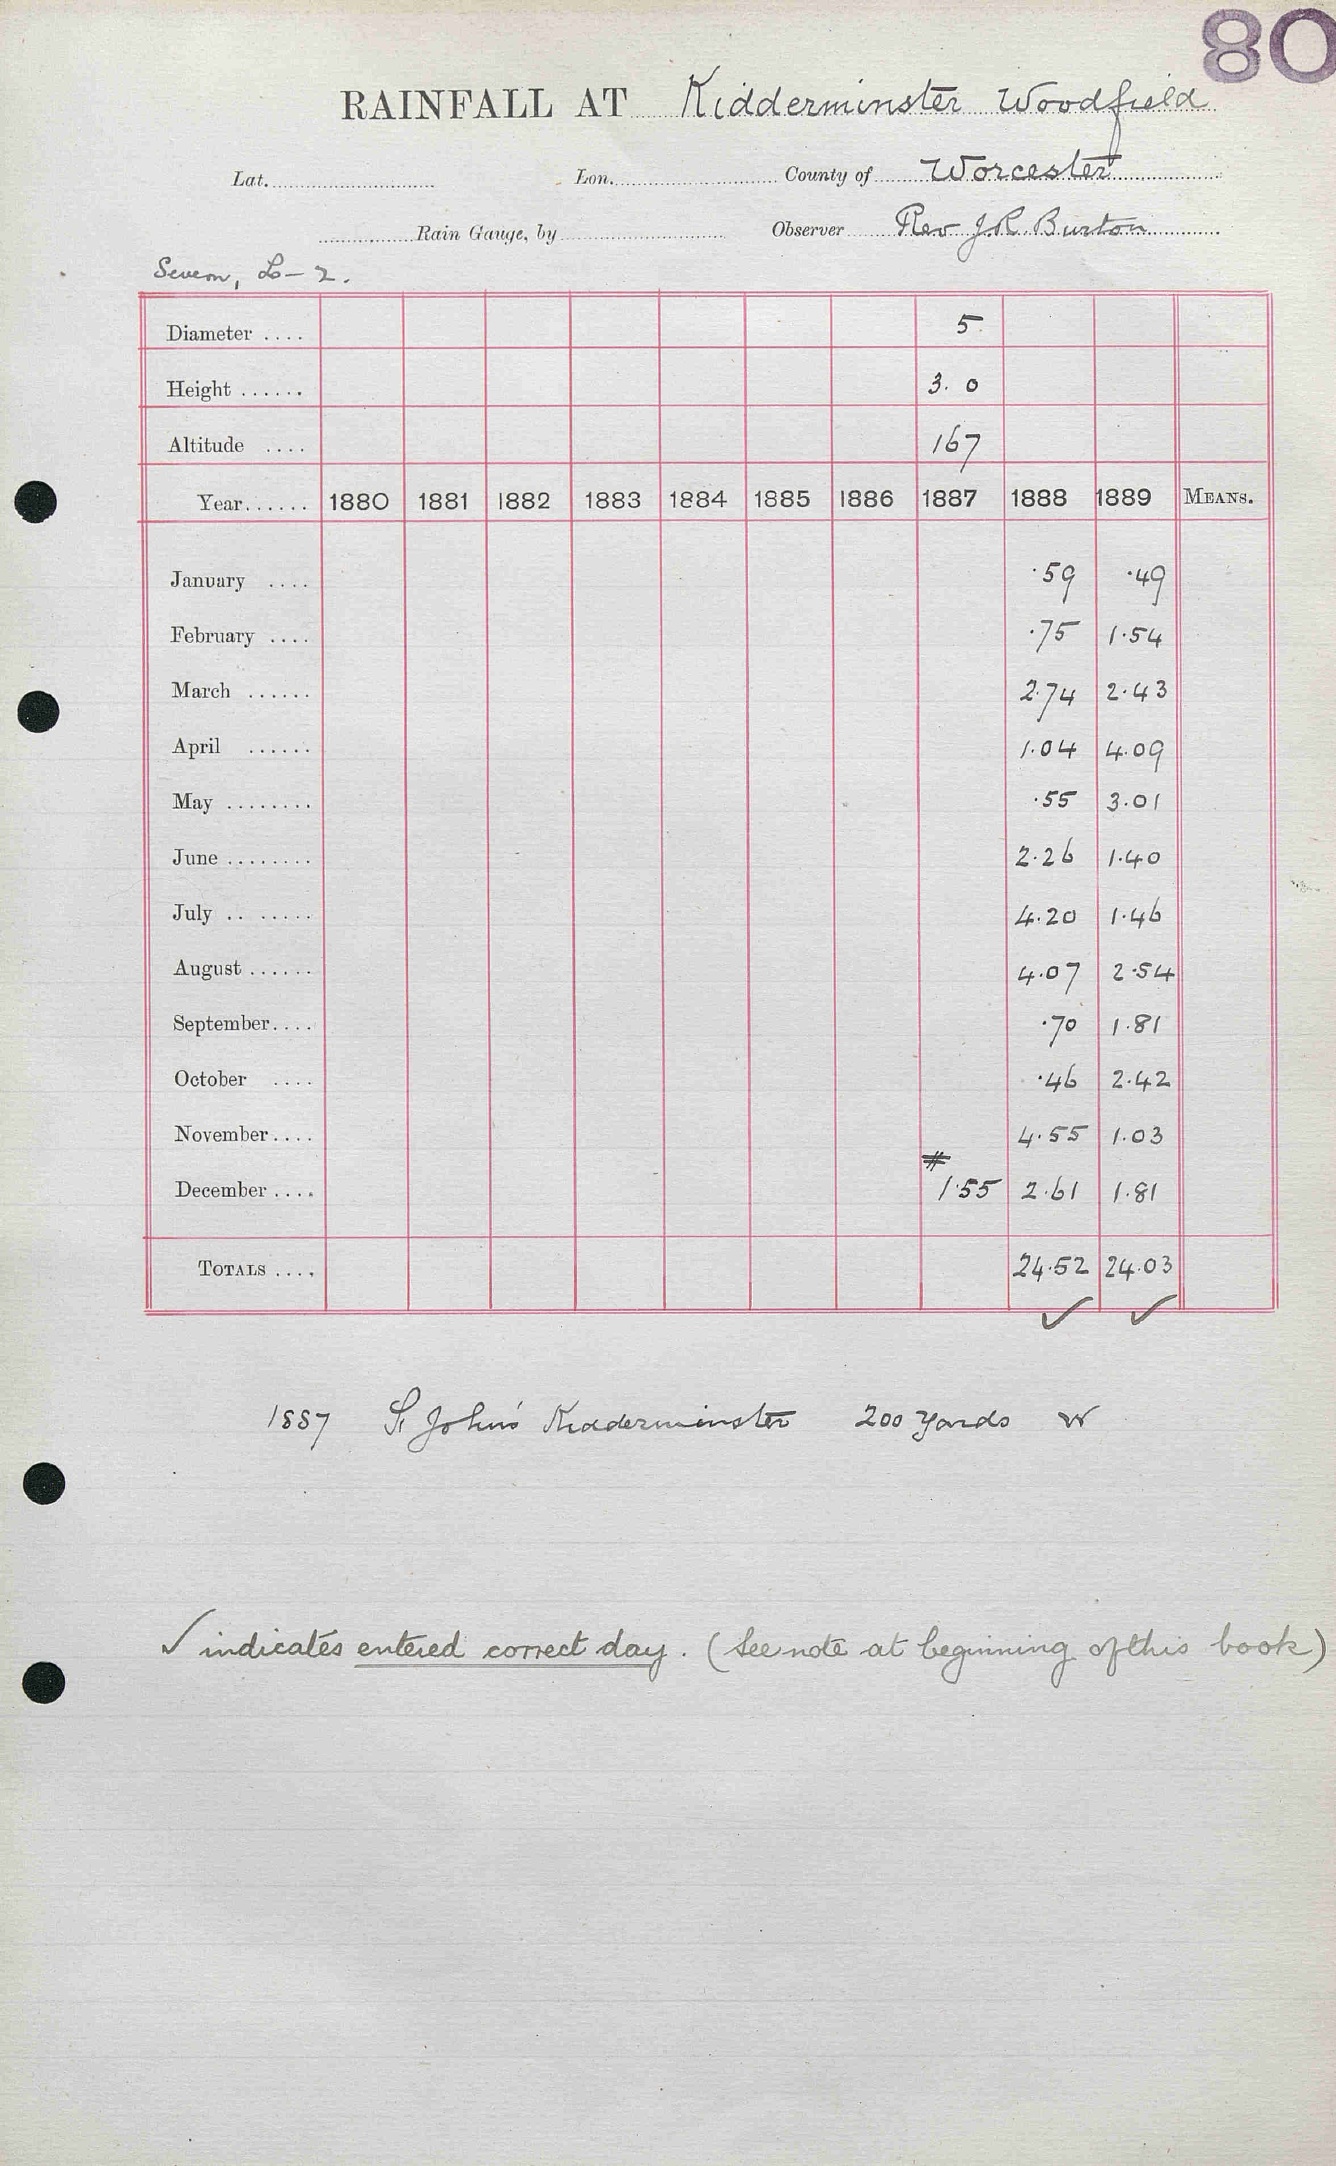 80
RAINFALL AT Kidderminster Woodfield
Lat. Lon. County of Worcester
Rain Gauge, by Observer Rev J R Burton
Severn, L – 2.
Diameter .... 5
Height ...... 3. 0
Altitude .... 167
Year...... 1880 1881 1882 1883 1884 1885 1886 1887 1888 1889 MEANS.
January .... ·59 ·49
February .... ·75 1·54
March ...... 2·74 2·43
April ...... 1·04 4·09
May ........ ·55 3·01
June ........ 2·26 1·40
July .. ..... 4·20 1·46
August ...... 4·07 2·54
September.... ·70 1·81
October .... ·46 2·42
November.... 4·55 1·03
#
December .... 1·55 2·61 1·81
TOTALS .... 24·52 24·03
✓ ✓
1887 St John's Kidderminster 200 yards W
✓ indicates entered correct day. (See note at beginning of this book)